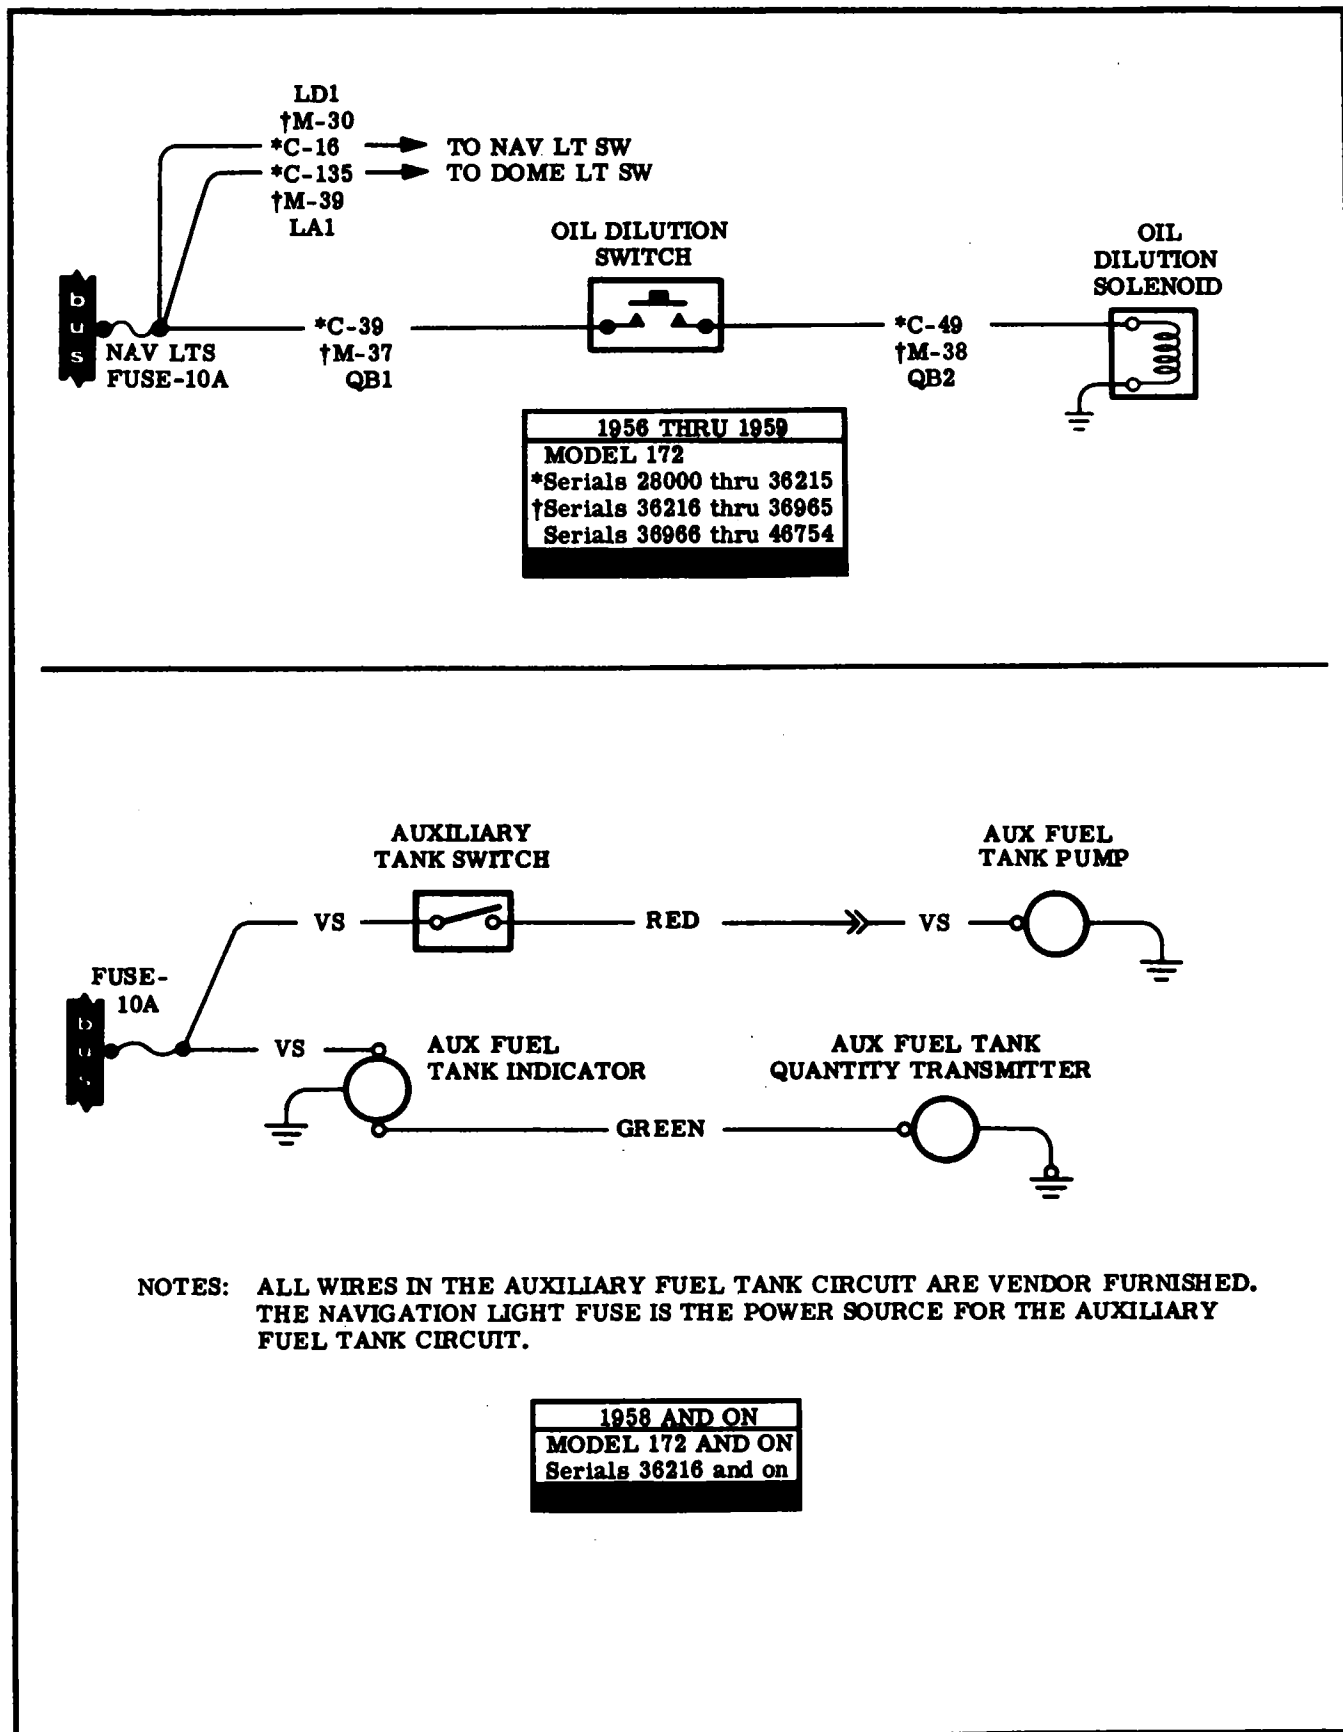 LD1
†M-30
*C-16 TO NAV LT SW
*C-135 TO DOME LT SW
†M-39
LA1
OIL DILUTION
SWITCH
OIL
DILUTION
SOLENOID
bus
NAV LTS
FUSE-10A
*C-39
†M-37
QB1
*C-49
†M-38
QB2
1956 THRU 1959
MODEL 172
*Serials 28000 thru 36215
†Serials 36216 thru 36965
Serials 36966 thru 46754
AUXILIARY
TANK SWITCH
AUX FUEL
TANK PUMP
VS
RED
VS
FUSE-
10A
bus
VS
AUX FUEL
TANK INDICATOR
AUX FUEL TANK
QUANTITY TRANSMITTER
GREEN
NOTES: ALL WIRES IN THE AUXILIARY FUEL TANK CIRCUIT ARE VENDOR FURNISHED.
THE NAVIGATION LIGHT FUSE IS THE POWER SOURCE FOR THE AUXILIARY
FUEL TANK CIRCUIT.
1958 AND ON
MODEL 172 AND ON
Serials 36216 and on